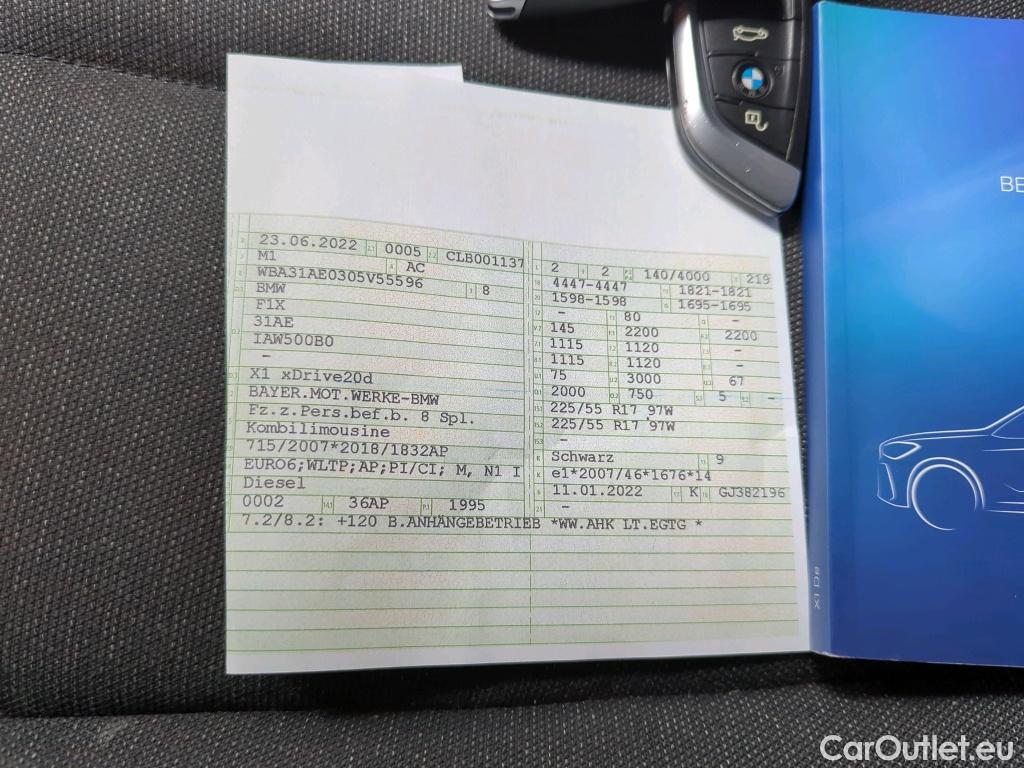 23.06.2022 0005 CLB001137
M1 AC
WBA31AE0305V55596 8
BMW
F1X
31AE
IAW500B0
–
X1 xDrive20d
BAYER.MOT.WERKE-BMW
Fz.z.Pers.bef.b. 8 Spl.
Kombilimousine
715/2007*2018/1832AP
EURO6;WLTP;AP;PI/CI; M, N1 I
Diesel
0002 36AP 1995
2 2 140/4000 219
4447-4447 1821-1821
1598-1598 1695-1695
– 80 –
145 2200 2200
1115 1120 –
1115 1120 –
75 3000 67
2000 750 5 –
225/55 R17 97W
225/55 R17 97W
–
Schwarz 9
e1*2007/46*1676*14
11.01.2022 K GJ382196
–
7.2/8.2: +120 B.ANHÄNGEBETRIEB *WW.AHK LT.EGTG *
BE
CarOutlet.eu